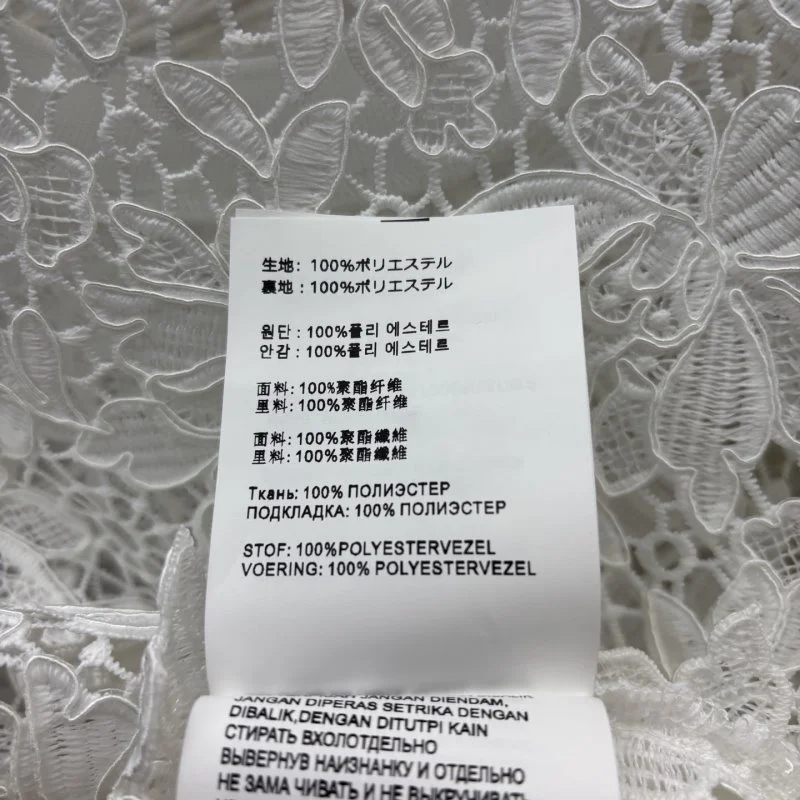 生地: 100%ポリエステル
裏地: 100%ポリエステル
원단: 100%폴리 에스테르
안감: 100%폴리 에스테르
面料: 100%聚酯纤维
里料: 100%聚酯纤维
面料: 100%聚酯纖維
里料: 100%聚酯纖維
Ткань: 100% ПОЛИЭСТЕР
ПОДКЛАДКА: 100% ПОЛИЭСТЕР
STOF: 100%POLYESTERVEZEL
VOERING: 100% POLYESTERVEZEL
JANGAN DIPERAS SETRIKA DENGAN
DIBALIK,DENGAN DITUTPI KAIN
СТИРАТЬ ВХОЛОТДЕЛЬНО
ВЫВЕРНУВ НАИЗНАНКУ И ОТДЕЛЬНО
НЕ ЗАМА ЧИВАТЬ И НЕ ВЫКРУЧИВАТЬ